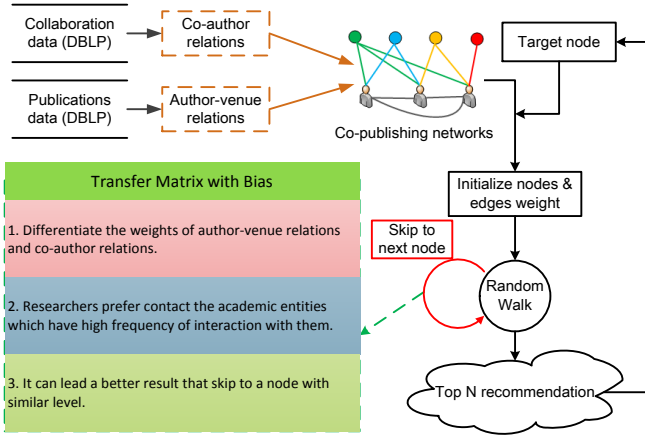 Collaboration
data (DBLP)
Co-author
relations
Target node
Publications
data (DBLP)
Author-venue
relations
Co-publishing networks
Transfer Matrix with Bias
1. Differentiate the weights of author-venue relations
and co-author relations.
2. Researchers prefer contact the academic entities
which have high frequency of interaction with them.
3. It can lead a better result that skip to a node with
similar level.
Initialize nodes &
edges weight
Skip to
next node
Random
Walk
Top N recommendation